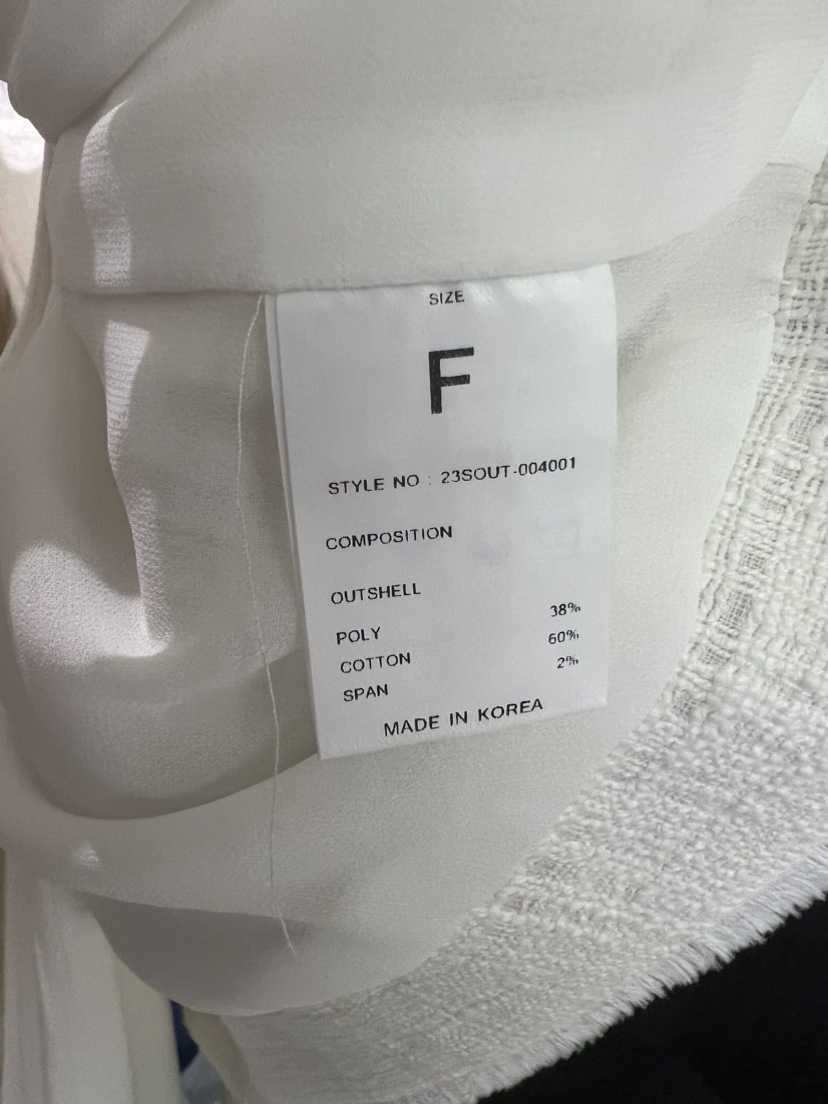 SIZE
F
STYLE NO : 23SOUT-004001
COMPOSITION
OUTSHELL
POLY 38%
COTTON 60%
SPAN 2%
MADE IN KOREA